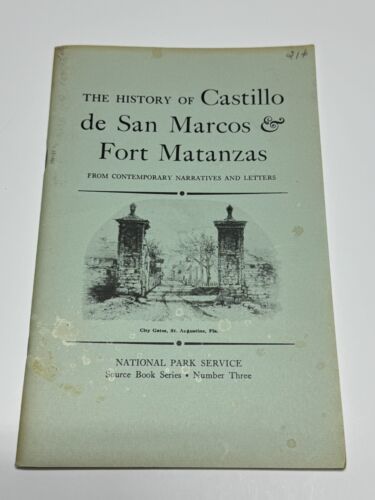 214
THE HISTORY OF Castillo
de San Marcos &
Fort Matanzas
FROM CONTEMPORARY NARRATIVES AND LETTERS
City Gates, St. Augustine, Fla.
NATIONAL PARK SERVICE
Source Book Series • Number Three